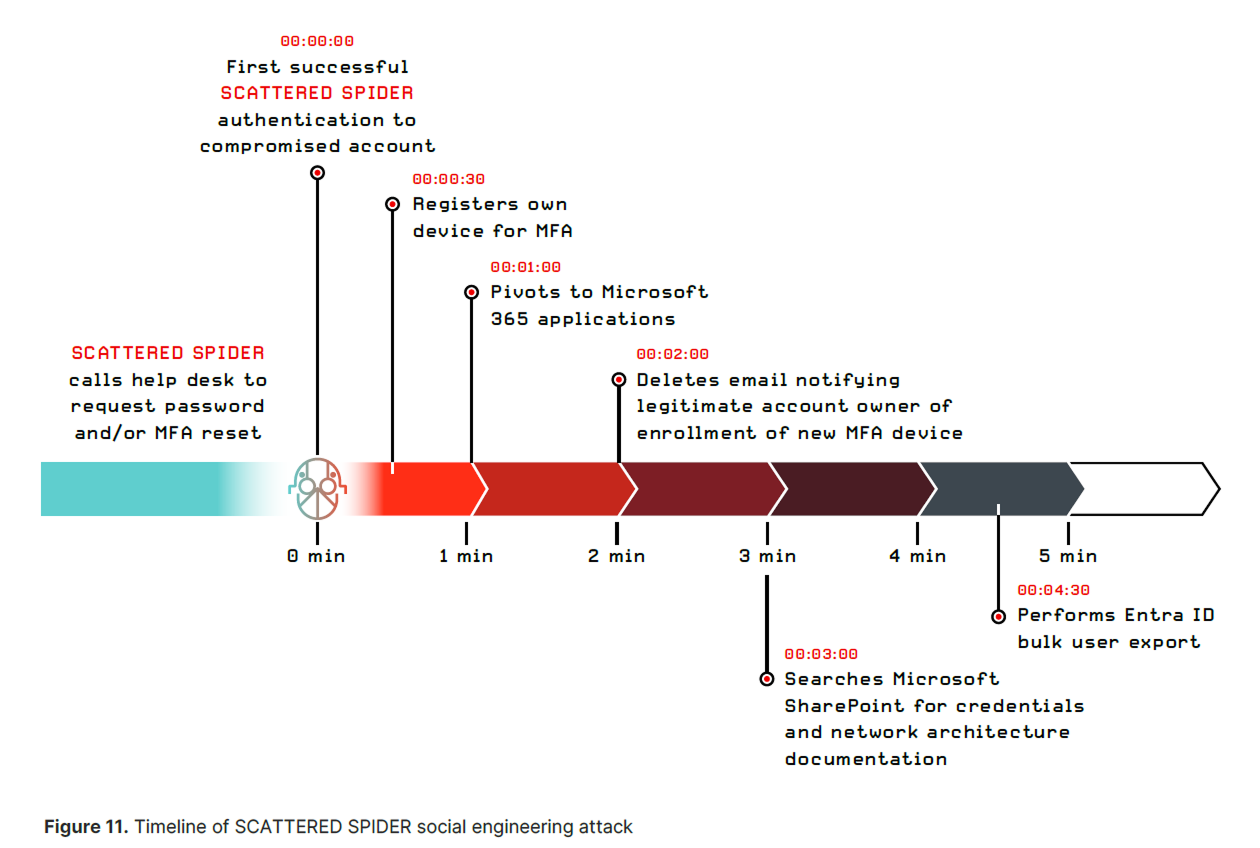 00:00:00
First successful
SCATTERED SPIDER
authentication to
compromised account
00:00:30
Registers own
device for MFA
00:01:00
Pivots to Microsoft
365 applications
SCATTERED SPIDER
calls help desk to
request password
and/or MFA reset
00:02:00
Deletes email notifying
legitimate account owner of
enrollment of new MFA device
0 min
1 min
2 min
3 min
4 min
5 min
00:04:30
Performs Entra ID
bulk user export
00:03:00
Searches Microsoft
SharePoint for credentials
and network architecture
documentation
Figure 11. Timeline of SCATTERED SPIDER social engineering attack